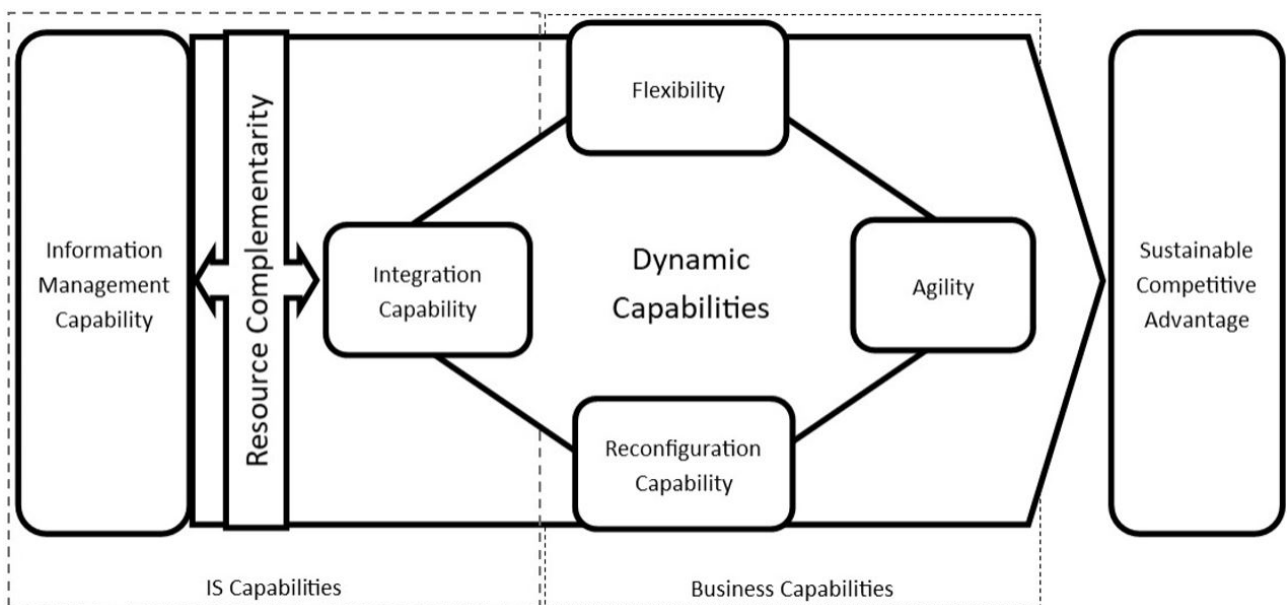 Information
Management
Capability
Resource Complementarity
Integration
Capability
Flexibility
Dynamic
Capabilities
Reconfiguration
Capability
Agility
Sustainable
Competitive
Advantage
IS Capabilities
Business Capabilities